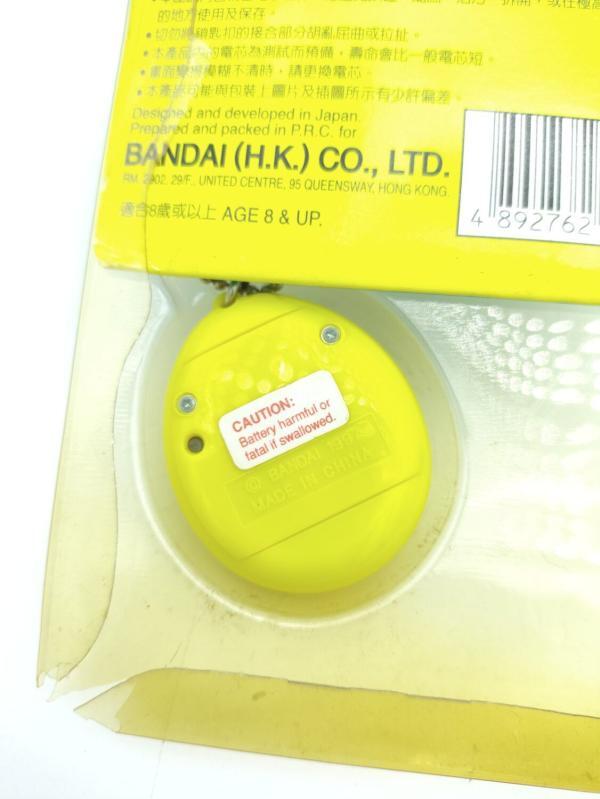 的地方使用及保存。
•切勿將鎖匙扣的接合部分胡亂屈曲或拉扯。
•本產品內的電芯為測試而預備，壽命會比一般電芯短。
•畫面變得模糊不清時，請更換電芯。
•本產品可能與包裝上圖片及插圖所示有少許偏差。
Designed and developed in Japan.
Prepared and packed in P.R.C. for
BANDAI (H.K.) CO., LTD.
RM. 2902. 29/F., UNITED CENTRE, 95 QUEENSWAY, HONG KONG.
適合8歲或以上 AGE 8 & UP.
4 892762
CAUTION:
Battery harmful or
fatal if swallowed.
© BANDAI 1997
MADE IN CHINA